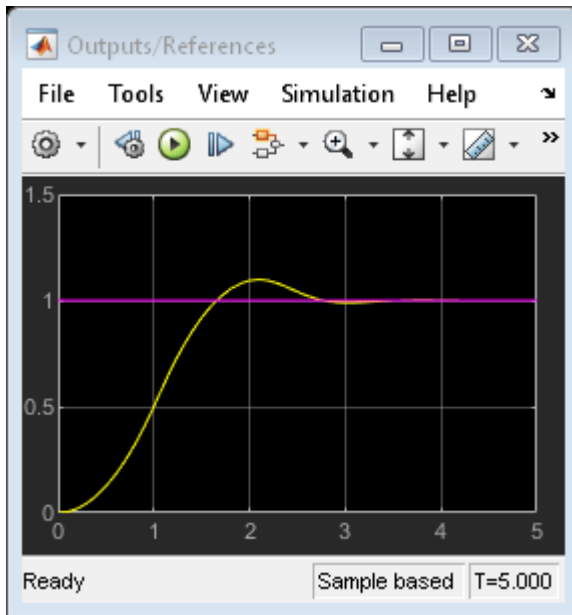 Outputs/References
File Tools View Simulation Help
1.5
1
0.5
0
0 1 2 3 4 5
Ready Sample based T=5.000